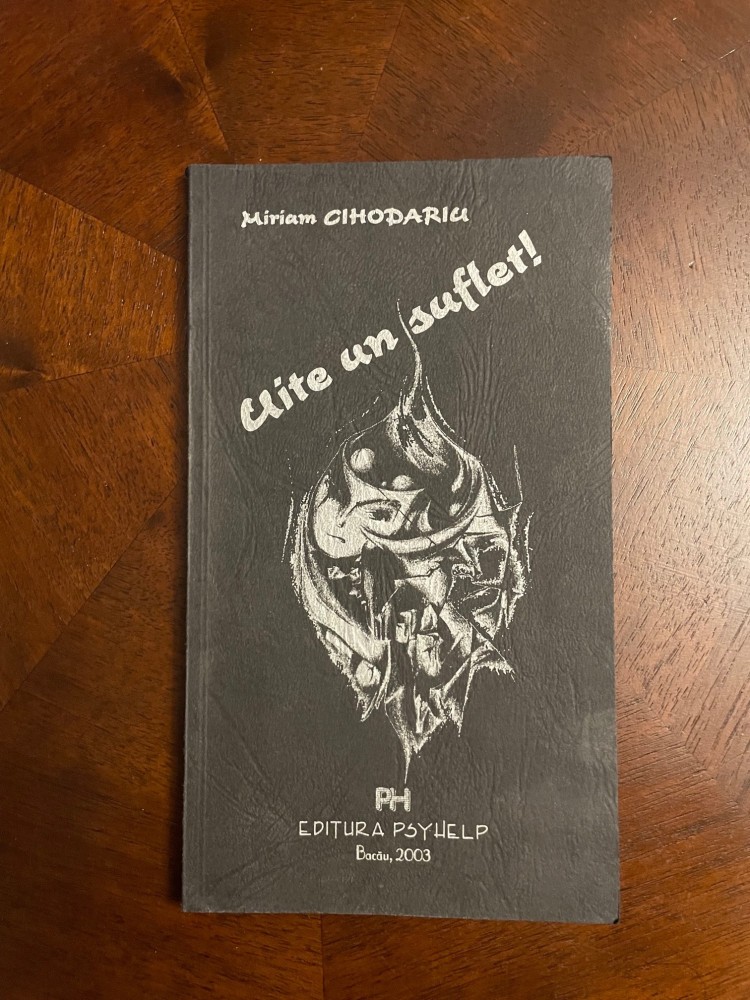 Miriam CIHODARIU
Uite un suflet!
PH
EDITURA PSYHELP
Bacău, 2003